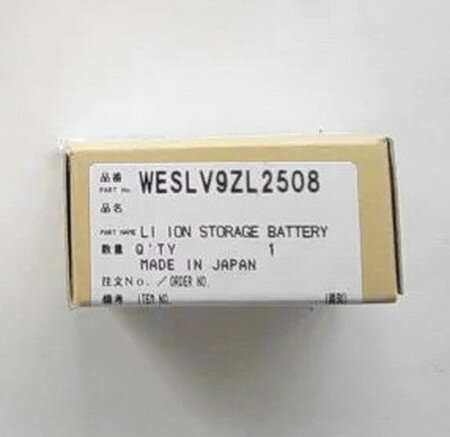 品番 PART No. WESLV9ZL2508
品名
PART NAME LI ION STORAGE BATTERY
数量 Q'TY 1
MADE IN JAPAN
注文No. / ORDER NO.
備考 ITEM NO.